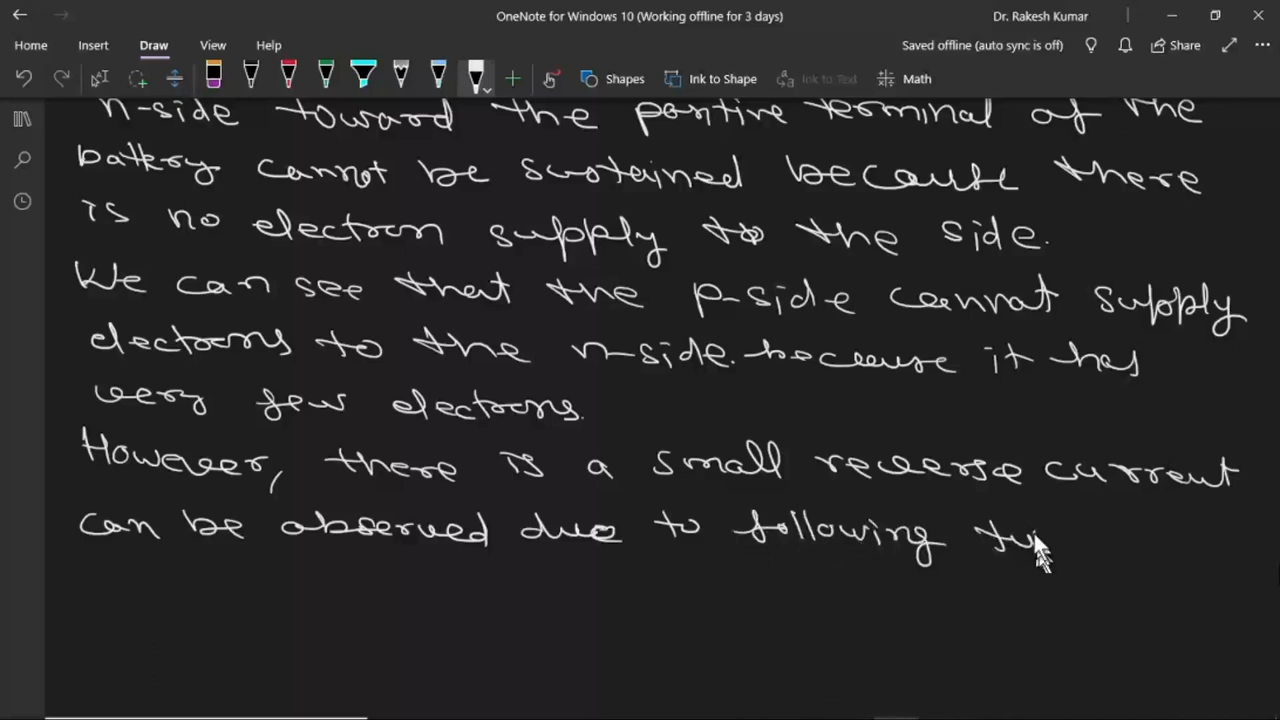 OneNote for Windows 10 (Working offline for 3 days)
Dr. Rakesh Kumar
Home Insert Draw View Help
Saved offline (auto sync is off)
Share
Shapes Ink to Shape Ink to Text Math
n-side toward the positive terminal of the
battery cannot be sustained because there
is no electron supply to the side.
We can see that the p-side cannot supply
electrons to the n-side. because it has
very few electrons.
However, there is a small reverse current
can be observed due to following